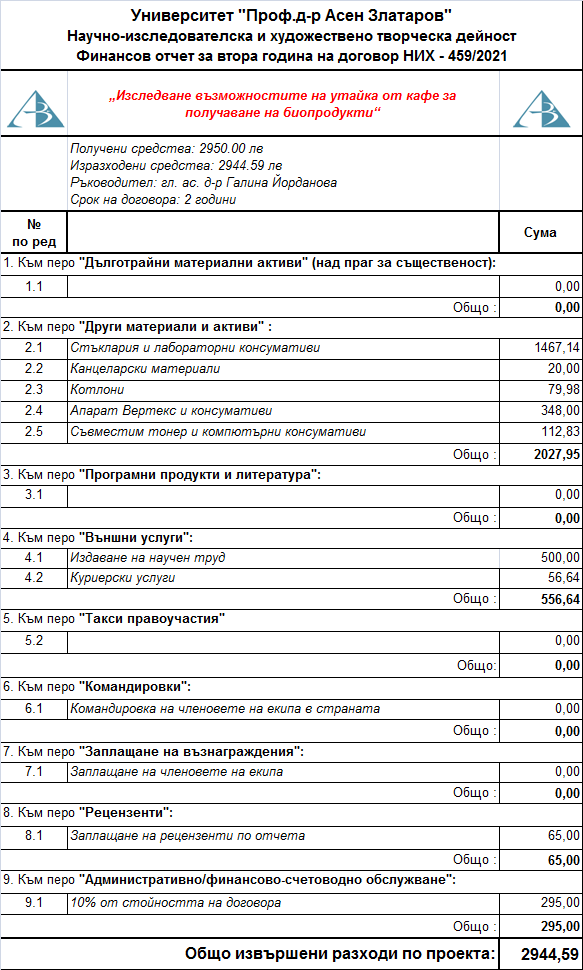 Университет "Проф.д-р Асен Златаров"
Научно-изследователска и художествено творческа дейност
Финансов отчет за втора година на договор НИХ - 459/2021
„Изследване възможностите на утайка от кафе за
получаване на биопродукти“
Получени средства: 2950.00 лв
Изразходени средства: 2944.59 лв
Ръководител: гл. ас. д-р Галина Йорданова
Срок на договора: 2 години
№
по ред
Сума
1. Към перо "Дълготрайни материални активи" (над праг за същественост):
1.1 0,00
Общо : 0,00
2. Към перо "Други материали и активи" :
2.1 Стъклария и лабораторни консумативи 1467,14
2.2 Канцеларски материали 20,00
2.3 Котлони 79,98
2.4 Апарат Вертекс и консумативи 348,00
2.5 Съвместим тонер и компютърни консумативи 112,83
Общо : 2027,95
3. Към перо "Програмни продукти и литература":
3.1 0,00
Общо : 0,00
4. Към перо "Външни услуги":
4.1 Издаване на научен труд 500,00
4.2 Куриерски услуги 56,64
Общо : 556,64
5. Към перо "Такси правоучастия"
5.2 0,00
Общо: 0,00
6. Към перо "Командировки":
6.1 Командировка на членовете на екипа в страната 0,00
Общо : 0,00
7. Към перо "Заплащане на възнаграждения":
7.1 Заплащане на членовете на екипа 0,00
Общо : 0,00
8. Към перо "Рецензенти":
8.1 Заплащане на рецензенти по отчета 65,00
Общо : 65,00
9. Към перо "Административно/финансово-счетоводно обслужване":
9.1 10% от стойността на договора 295,00
Общо : 295,00
Общо извършени разходи по проекта: 2944,59